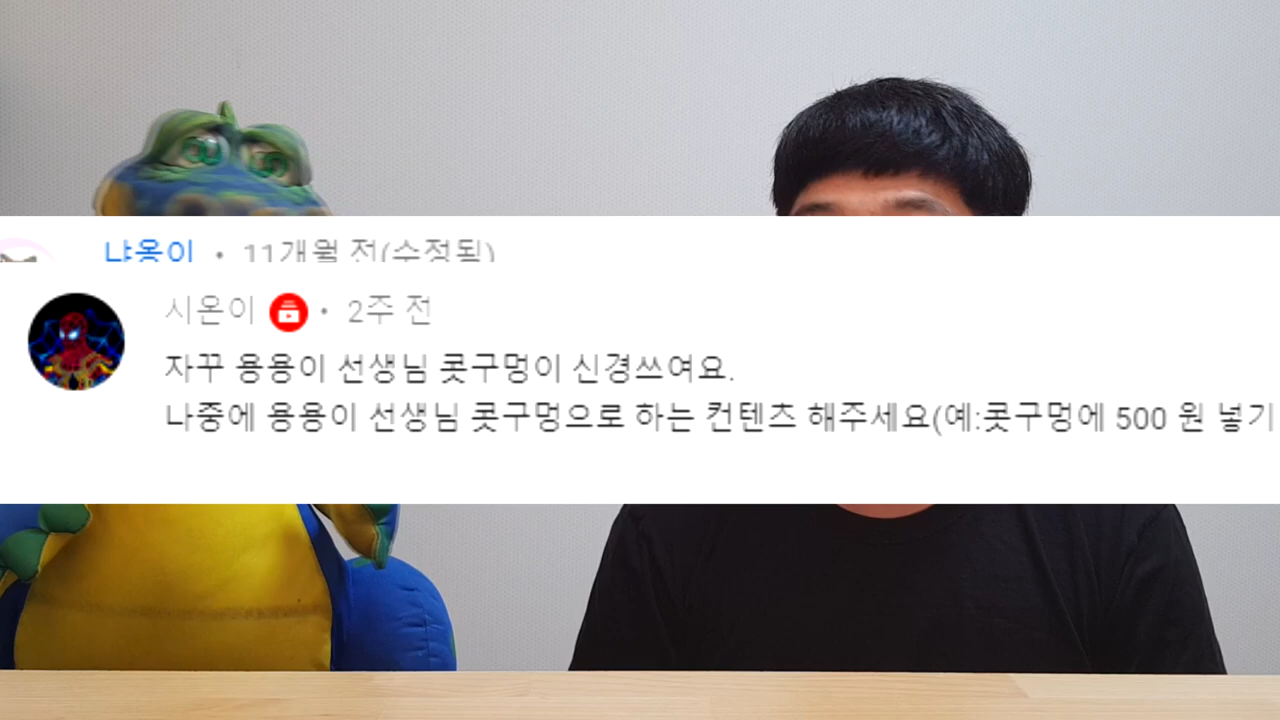 냐옹이 • 11개월 전(수정됨)
시온이 • 2주 전
자꾸 용용이 선생님 콧구멍이 신경쓰여요.
나중에 용용이 선생님 콧구멍으로 하는 컨텐츠 해주세요(예:콧구멍에 500 원 넣기